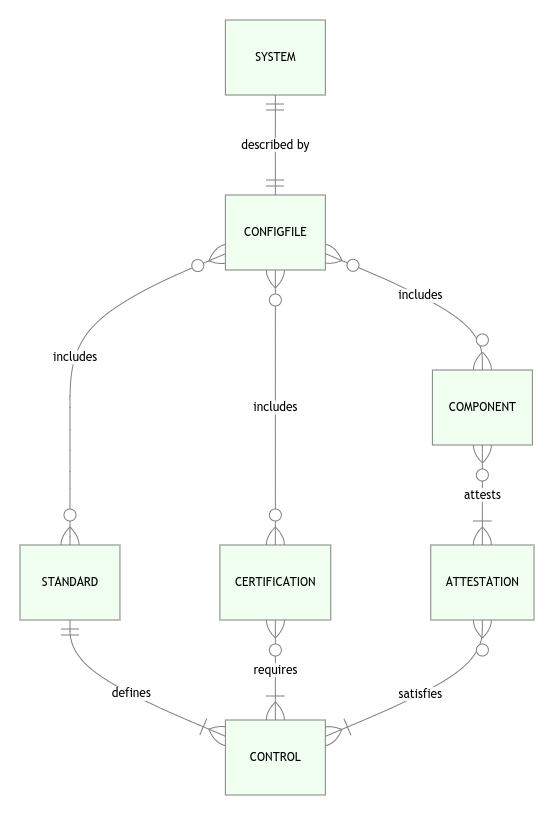 SYSTEM
described by
CONFIGFILE
includes
includes
includes
COMPONENT
attests
STANDARD
CERTIFICATION
ATTESTATION
requires
defines
satisfies
CONTROL